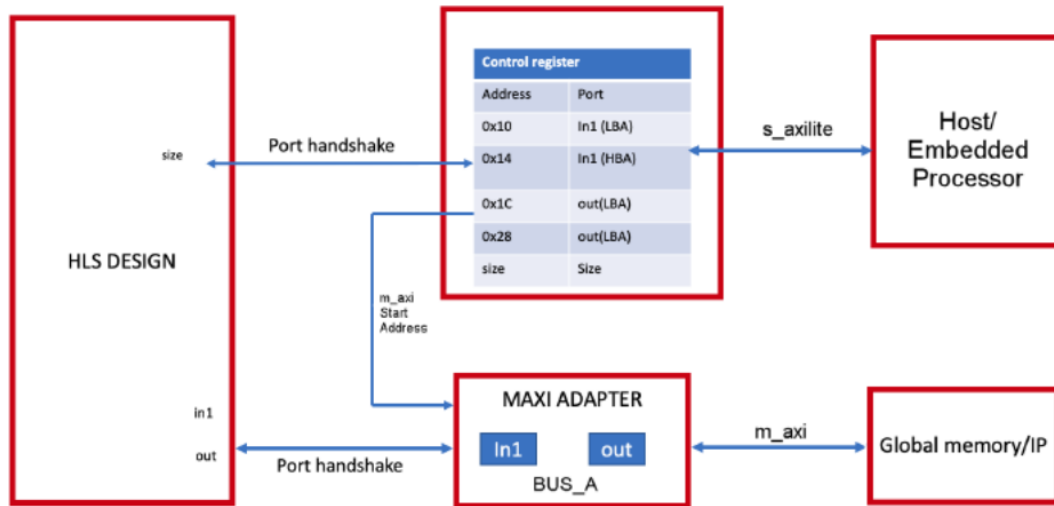 Control register
Address Port
0x10 In1 (LBA)
0x14 In1 (HBA)
0x1C out(LBA)
0x28 out(LBA)
size Size
size
Port handshake
s_axilite
Host/
Embedded
Processor
HLS DESIGN
m_axi
Start
Address
in1
out
Port handshake
MAXI ADAPTER
In1 out
BUS_A
m_axi
Global memory/IP